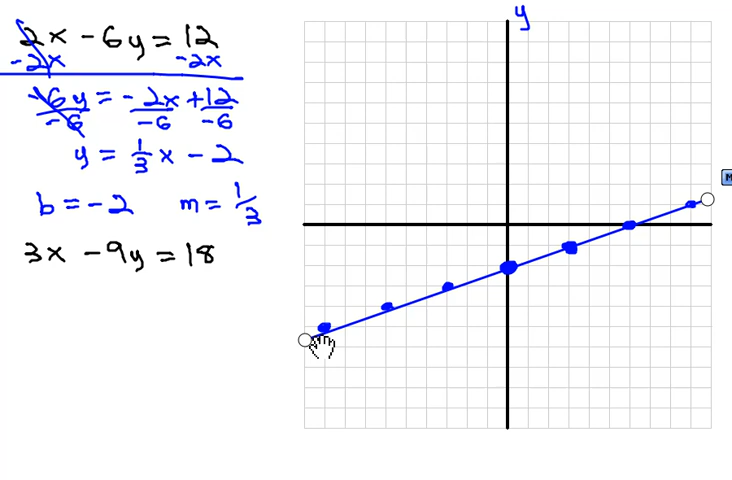 2x - 6y = 12
-2x -2x
-6y = -2x + 12
-6 -6 -6
y = 1/3 x - 2
b = -2 m = 1/3
3x - 9y = 18
y
M